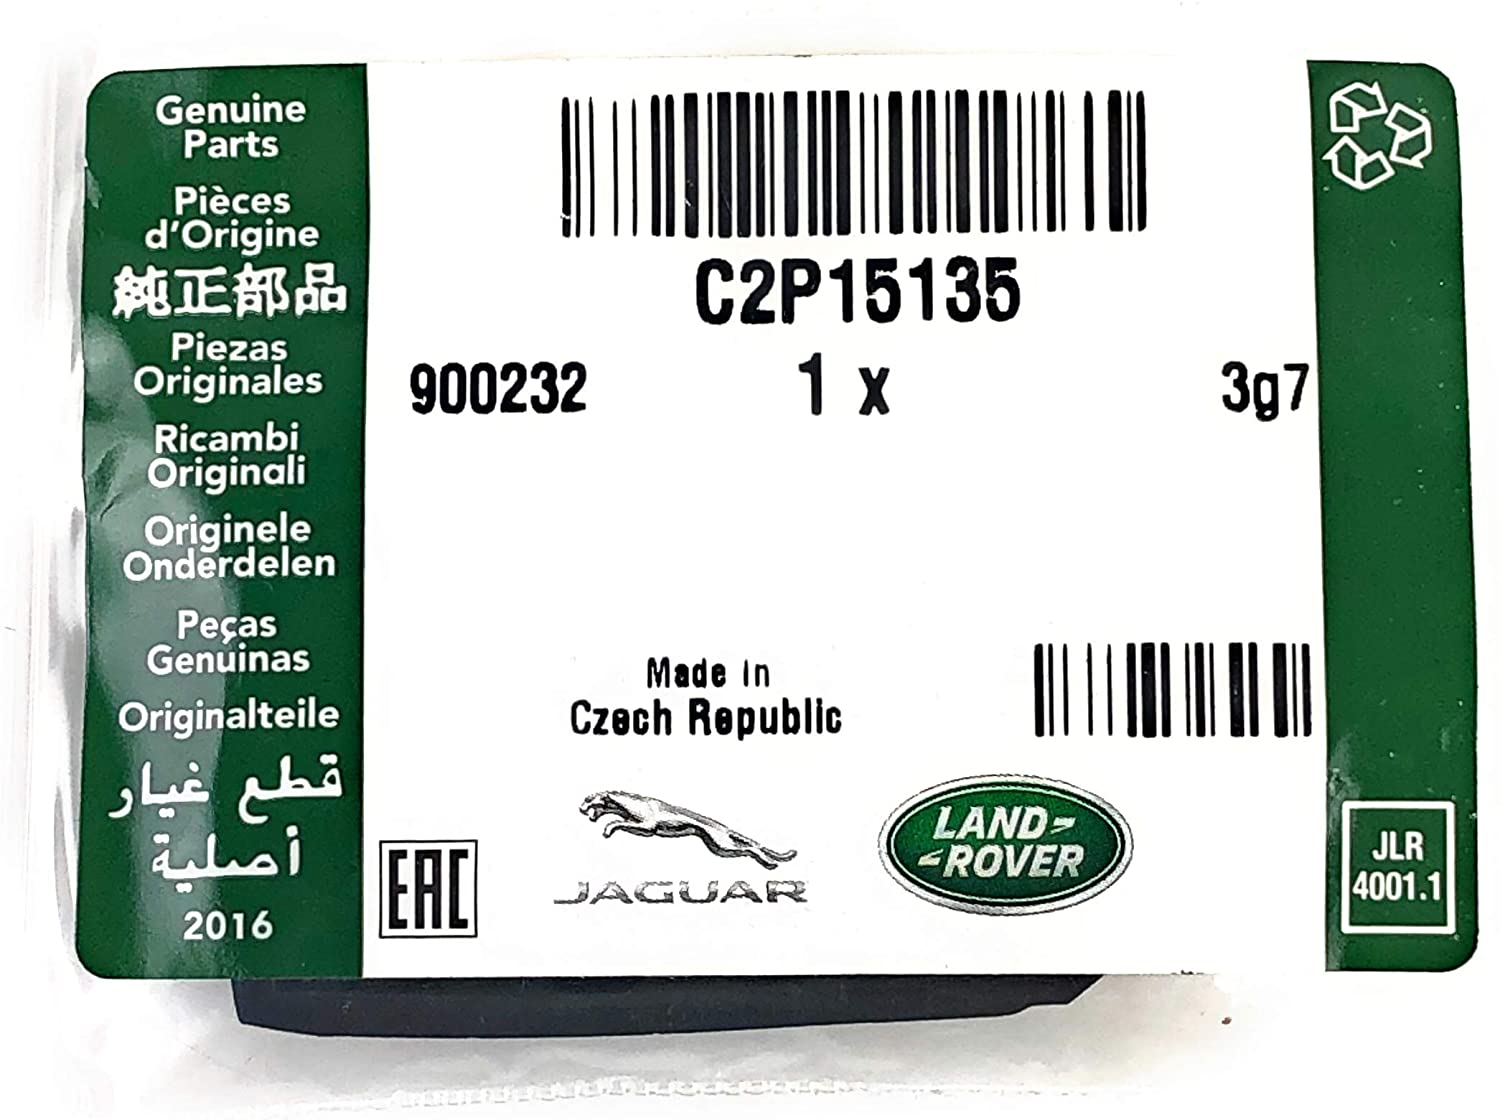 Genuine
Parts
Pièces
d'Origine
純正部品
Piezas
Originales
Ricambi
Originali
Originele
Onderdelen
Peças
Genuinas
Originalteile
قطع غيار
أصلية
2016
C2P15135
900232 1 x 3g7
Made in
Czech Republic
EAC
JAGUAR
LAND-
-ROVER
JLR
4001.1